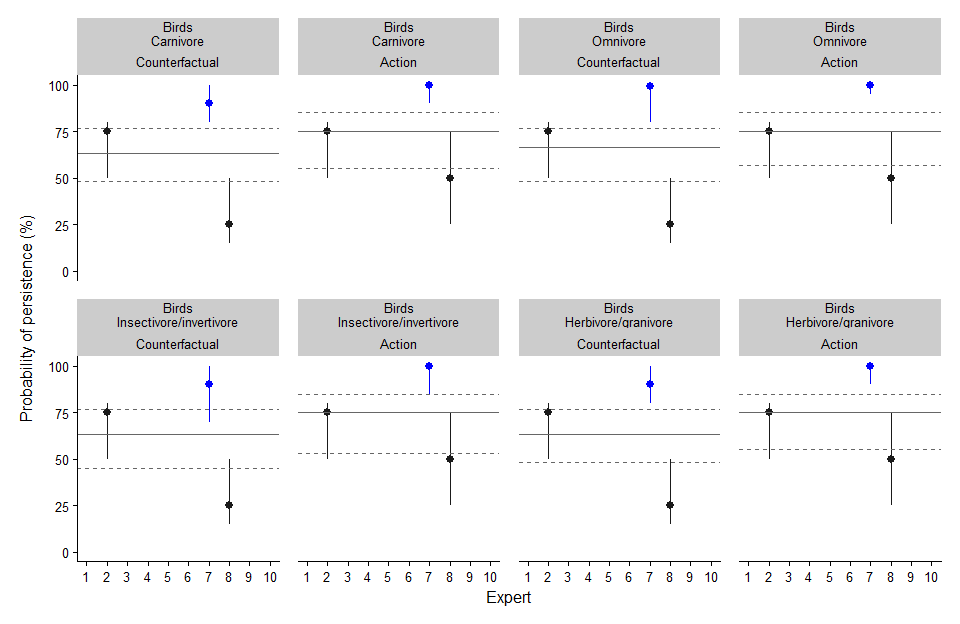 Birds
Carnivore
Counterfactual
Birds
Carnivore
Action
Birds
Omnivore
Counterfactual
Birds
Omnivore
Action
100
75
50
25
0
Probability of persistence (%)
Birds
Insectivore/invertivore
Counterfactual
Birds
Insectivore/invertivore
Action
Birds
Herbivore/granivore
Counterfactual
Birds
Herbivore/granivore
Action
100
75
50
25
0
1 2 3 4 5 6 7 8 9 10
1 2 3 4 5 6 7 8 9 10
1 2 3 4 5 6 7 8 9 10
1 2 3 4 5 6 7 8 9 10
Expert